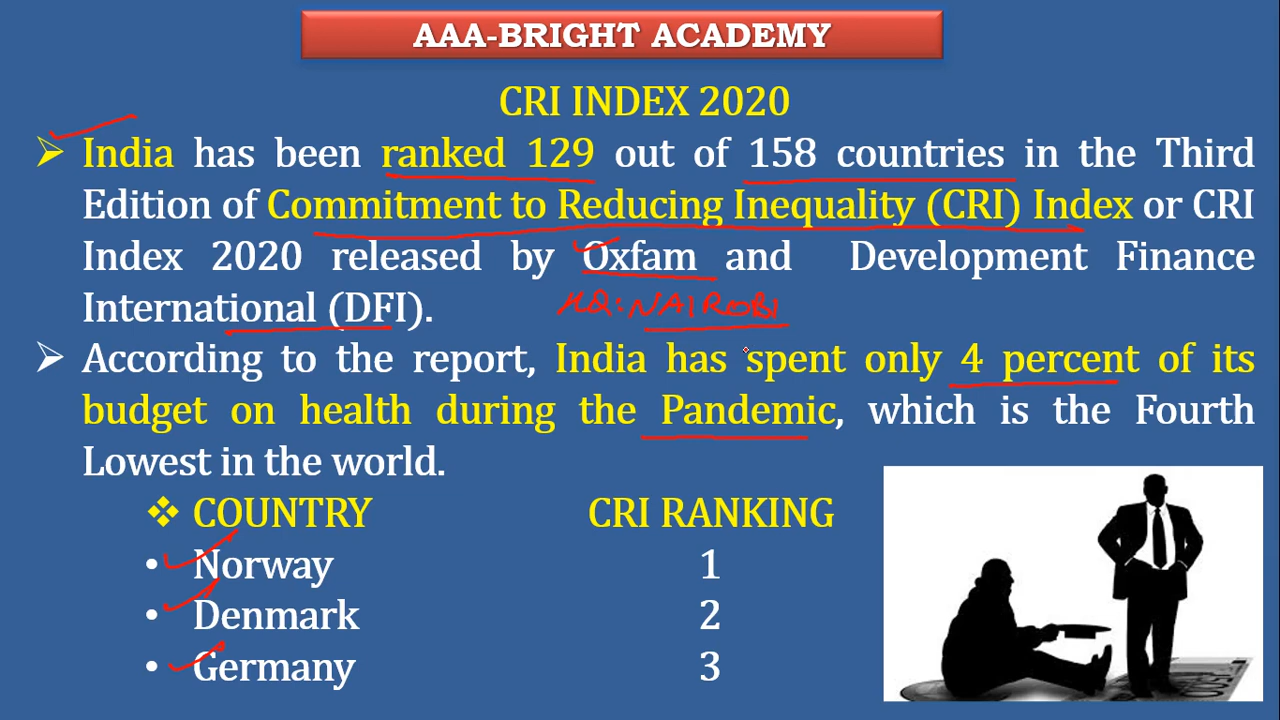 AAA-BRIGHT ACADEMY
CRI INDEX 2020
India has been ranked 129 out of 158 countries in the Third
Edition of Commitment to Reducing Inequality (CRI) Index or CRI
Index 2020 released by Oxfam and Development Finance
International (DFI).
HQ: NAIROBI
According to the report, India has spent only 4 percent of its
budget on health during the Pandemic, which is the Fourth
Lowest in the world.
COUNTRY CRI RANKING
Norway 1
Denmark 2
Germany 3